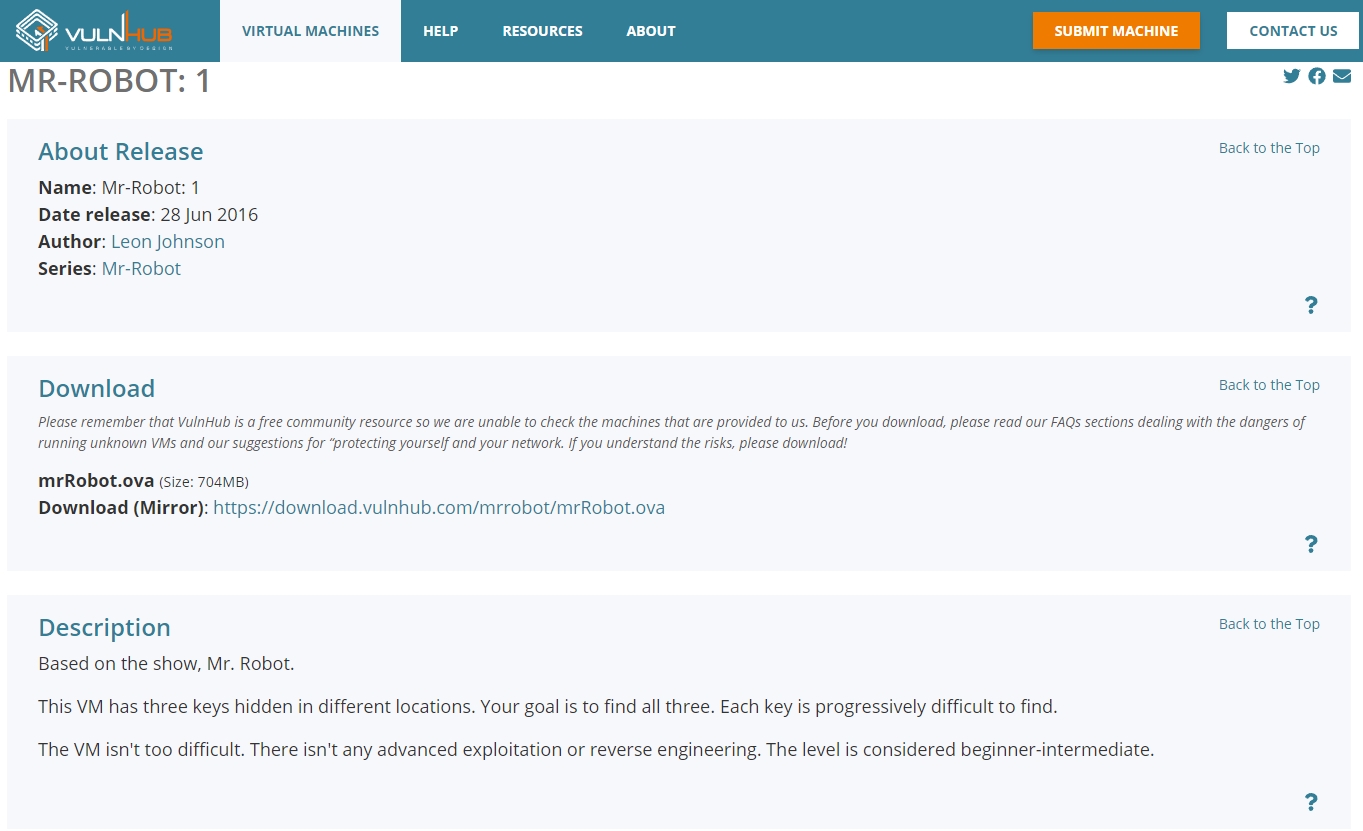 VULNHUB
VULNERABLE BY DESIGN
VIRTUAL MACHINES
HELP
RESOURCES
ABOUT
SUBMIT MACHINE
CONTACT US
MR-ROBOT: 1
About Release
Back to the Top
Name: Mr-Robot: 1
Date release: 28 Jun 2016
Author: Leon Johnson
Series: Mr-Robot
?
Download
Back to the Top
Please remember that VulnHub is a free community resource so we are unable to check the machines that are provided to us. Before you download, please read our FAQs sections dealing with the dangers of
running unknown VMs and our suggestions for “protecting yourself and your network. If you understand the risks, please download!
mrRobot.ova (Size: 704MB)
Download (Mirror): https://download.vulnhub.com/mrrobot/mrRobot.ova
?
Description
Back to the Top
Based on the show, Mr. Robot.
This VM has three keys hidden in different locations. Your goal is to find all three. Each key is progressively difficult to find.
The VM isn't too difficult. There isn't any advanced exploitation or reverse engineering. The level is considered beginner-intermediate.
?